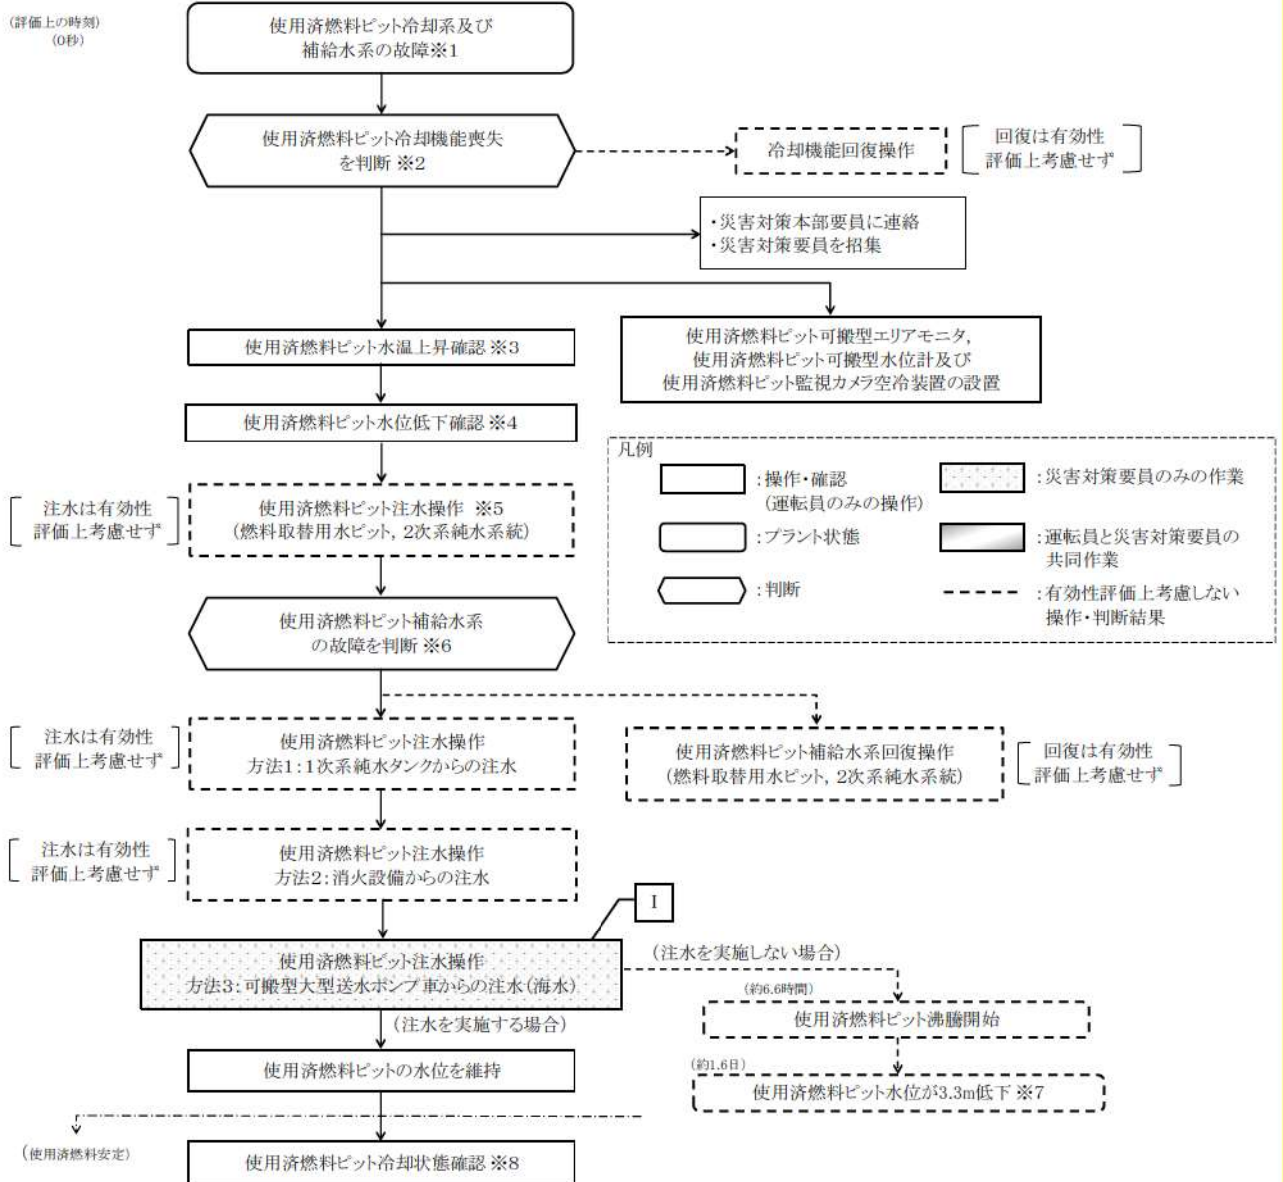 (評価上の時刻)
(0秒)
使用済燃料ピット冷却系及び
補給水系の故障※1
使用済燃料ピット冷却機能喪失
を判断 ※2
冷却機能回復操作
回復は有効性
評価上考慮せず
・災害対策本部要員に連絡
・災害対策要員を招集
使用済燃料ピット可搬型エリアモニタ,
使用済燃料ピット可搬型水位計及び
使用済燃料ピット監視カメラ空冷装置の設置
使用済燃料ピット水温上昇確認 ※3
使用済燃料ピット水位低下確認 ※4
注水は有効性
評価上考慮せず
使用済燃料ピット注水操作 ※5
(燃料取替用水ピット, 2次系純水系統)
凡例
:操作・確認
(運転員のみの操作)
:災害対策要員のみの作業
:プラント状態
:運転員と災害対策要員の
共同作業
:判断
:有効性評価上考慮しない
操作・判断結果
使用済燃料ピット補給水系
の故障を判断 ※6
注水は有効性
評価上考慮せず
使用済燃料ピット注水操作
方法1:1次系純水タンクからの注水
使用済燃料ピット補給水系回復操作
(燃料取替用水ピット, 2次系純水系統)
回復は有効性
評価上考慮せず
注水は有効性
評価上考慮せず
使用済燃料ピット注水操作
方法2:消火設備からの注水
I
使用済燃料ピット注水操作
方法3:可搬型大型送水ポンプ車からの注水(海水)
(注水を実施しない場合)
(約6.6時間)
使用済燃料ピット沸騰開始
(注水を実施する場合)
使用済燃料ピットの水位を維持
(約1.6日)
使用済燃料ピット水位が3.3m低下 ※7
(使用済燃料安定)
使用済燃料ピット冷却状態確認 ※8